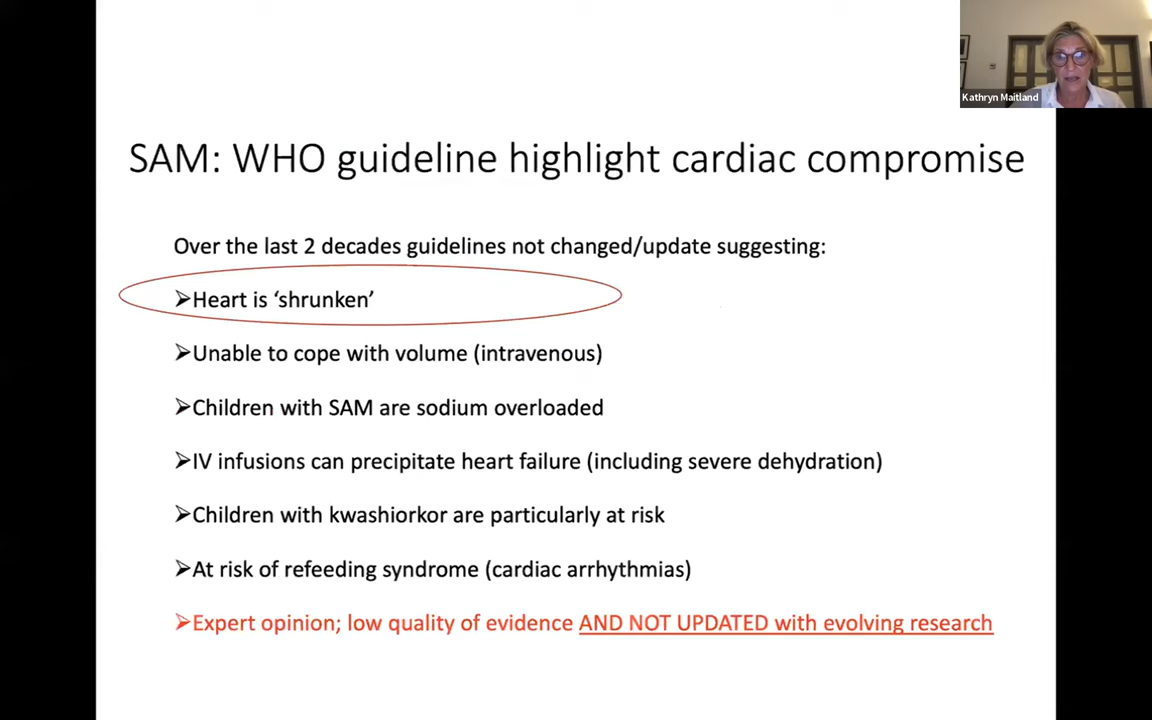 Kathryn Maitland
SAM: WHO guideline highlight cardiac compromise
Over the last 2 decades guidelines not changed/update suggesting:
➢Heart is ‘shrunken’
➢Unable to cope with volume (intravenous)
➢Children with SAM are sodium overloaded
➢IV infusions can precipitate heart failure (including severe dehydration)
➢Children with kwashiorkor are particularly at risk
➢At risk of refeeding syndrome (cardiac arrhythmias)
➢Expert opinion; low quality of evidence AND NOT UPDATED with evolving research